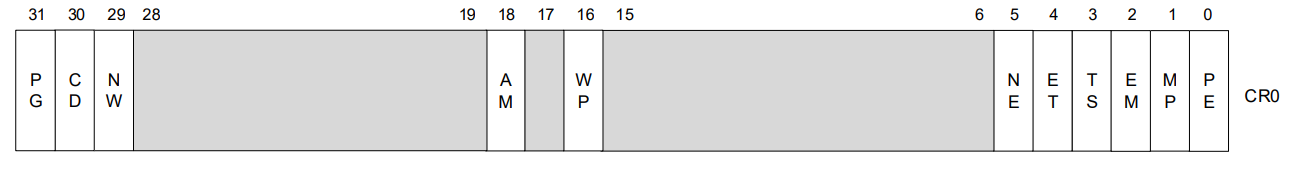 31 30 29 28 19 18 17 16 15 6 5 4 3 2 1 0
P C N A W N E T E M P
G D W M P E T S M P E CR0